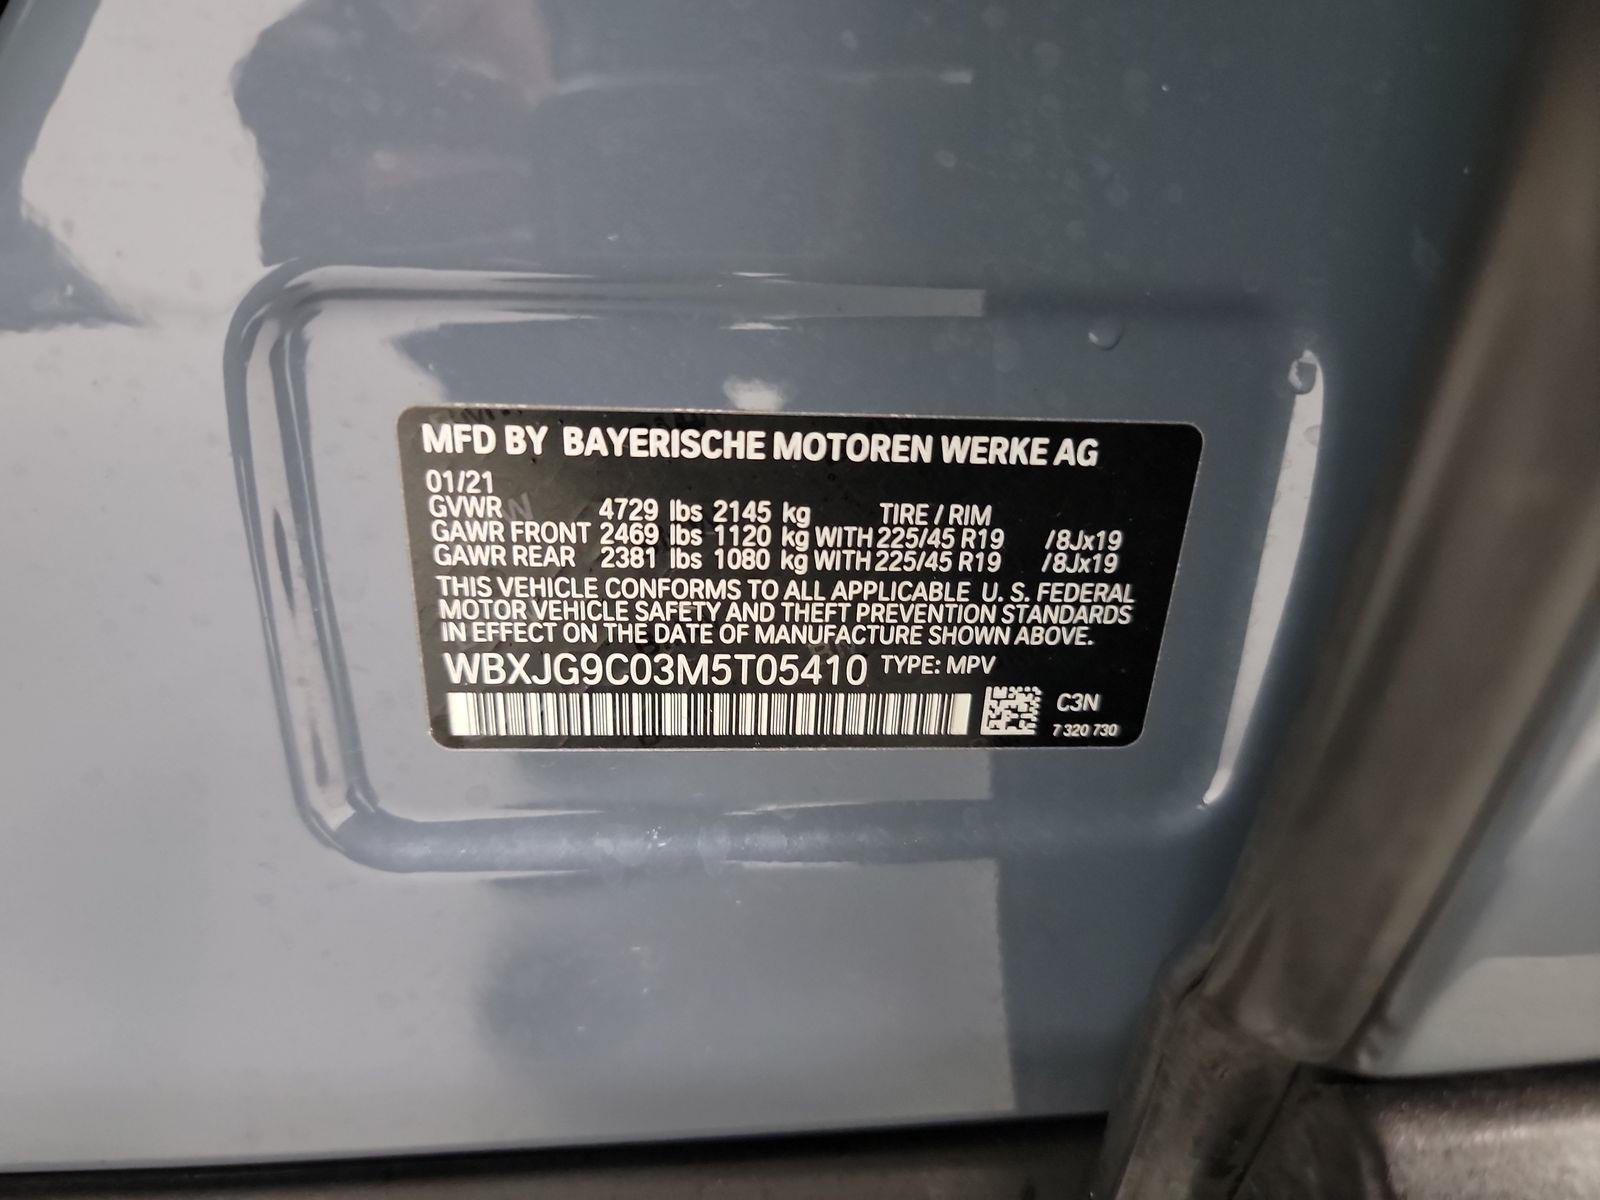 MFD BY BAYERISCHE MOTOREN WERKE AG
01/21
GVWR 4729 lbs 2145 kg TIRE / RIM
GAWR FRONT 2469 lbs 1120 kg WITH 225/45 R19 /8Jx19
GAWR REAR 2381 lbs 1080 kg WITH 225/45 R19 /8Jx19
THIS VEHICLE CONFORMS TO ALL APPLICABLE U. S. FEDERAL
MOTOR VEHICLE SAFETY AND THEFT PREVENTION STANDARDS
IN EFFECT ON THE DATE OF MANUFACTURE SHOWN ABOVE.
WBXJG9C03M5T05410 TYPE: MPV
C3N
7 320 730